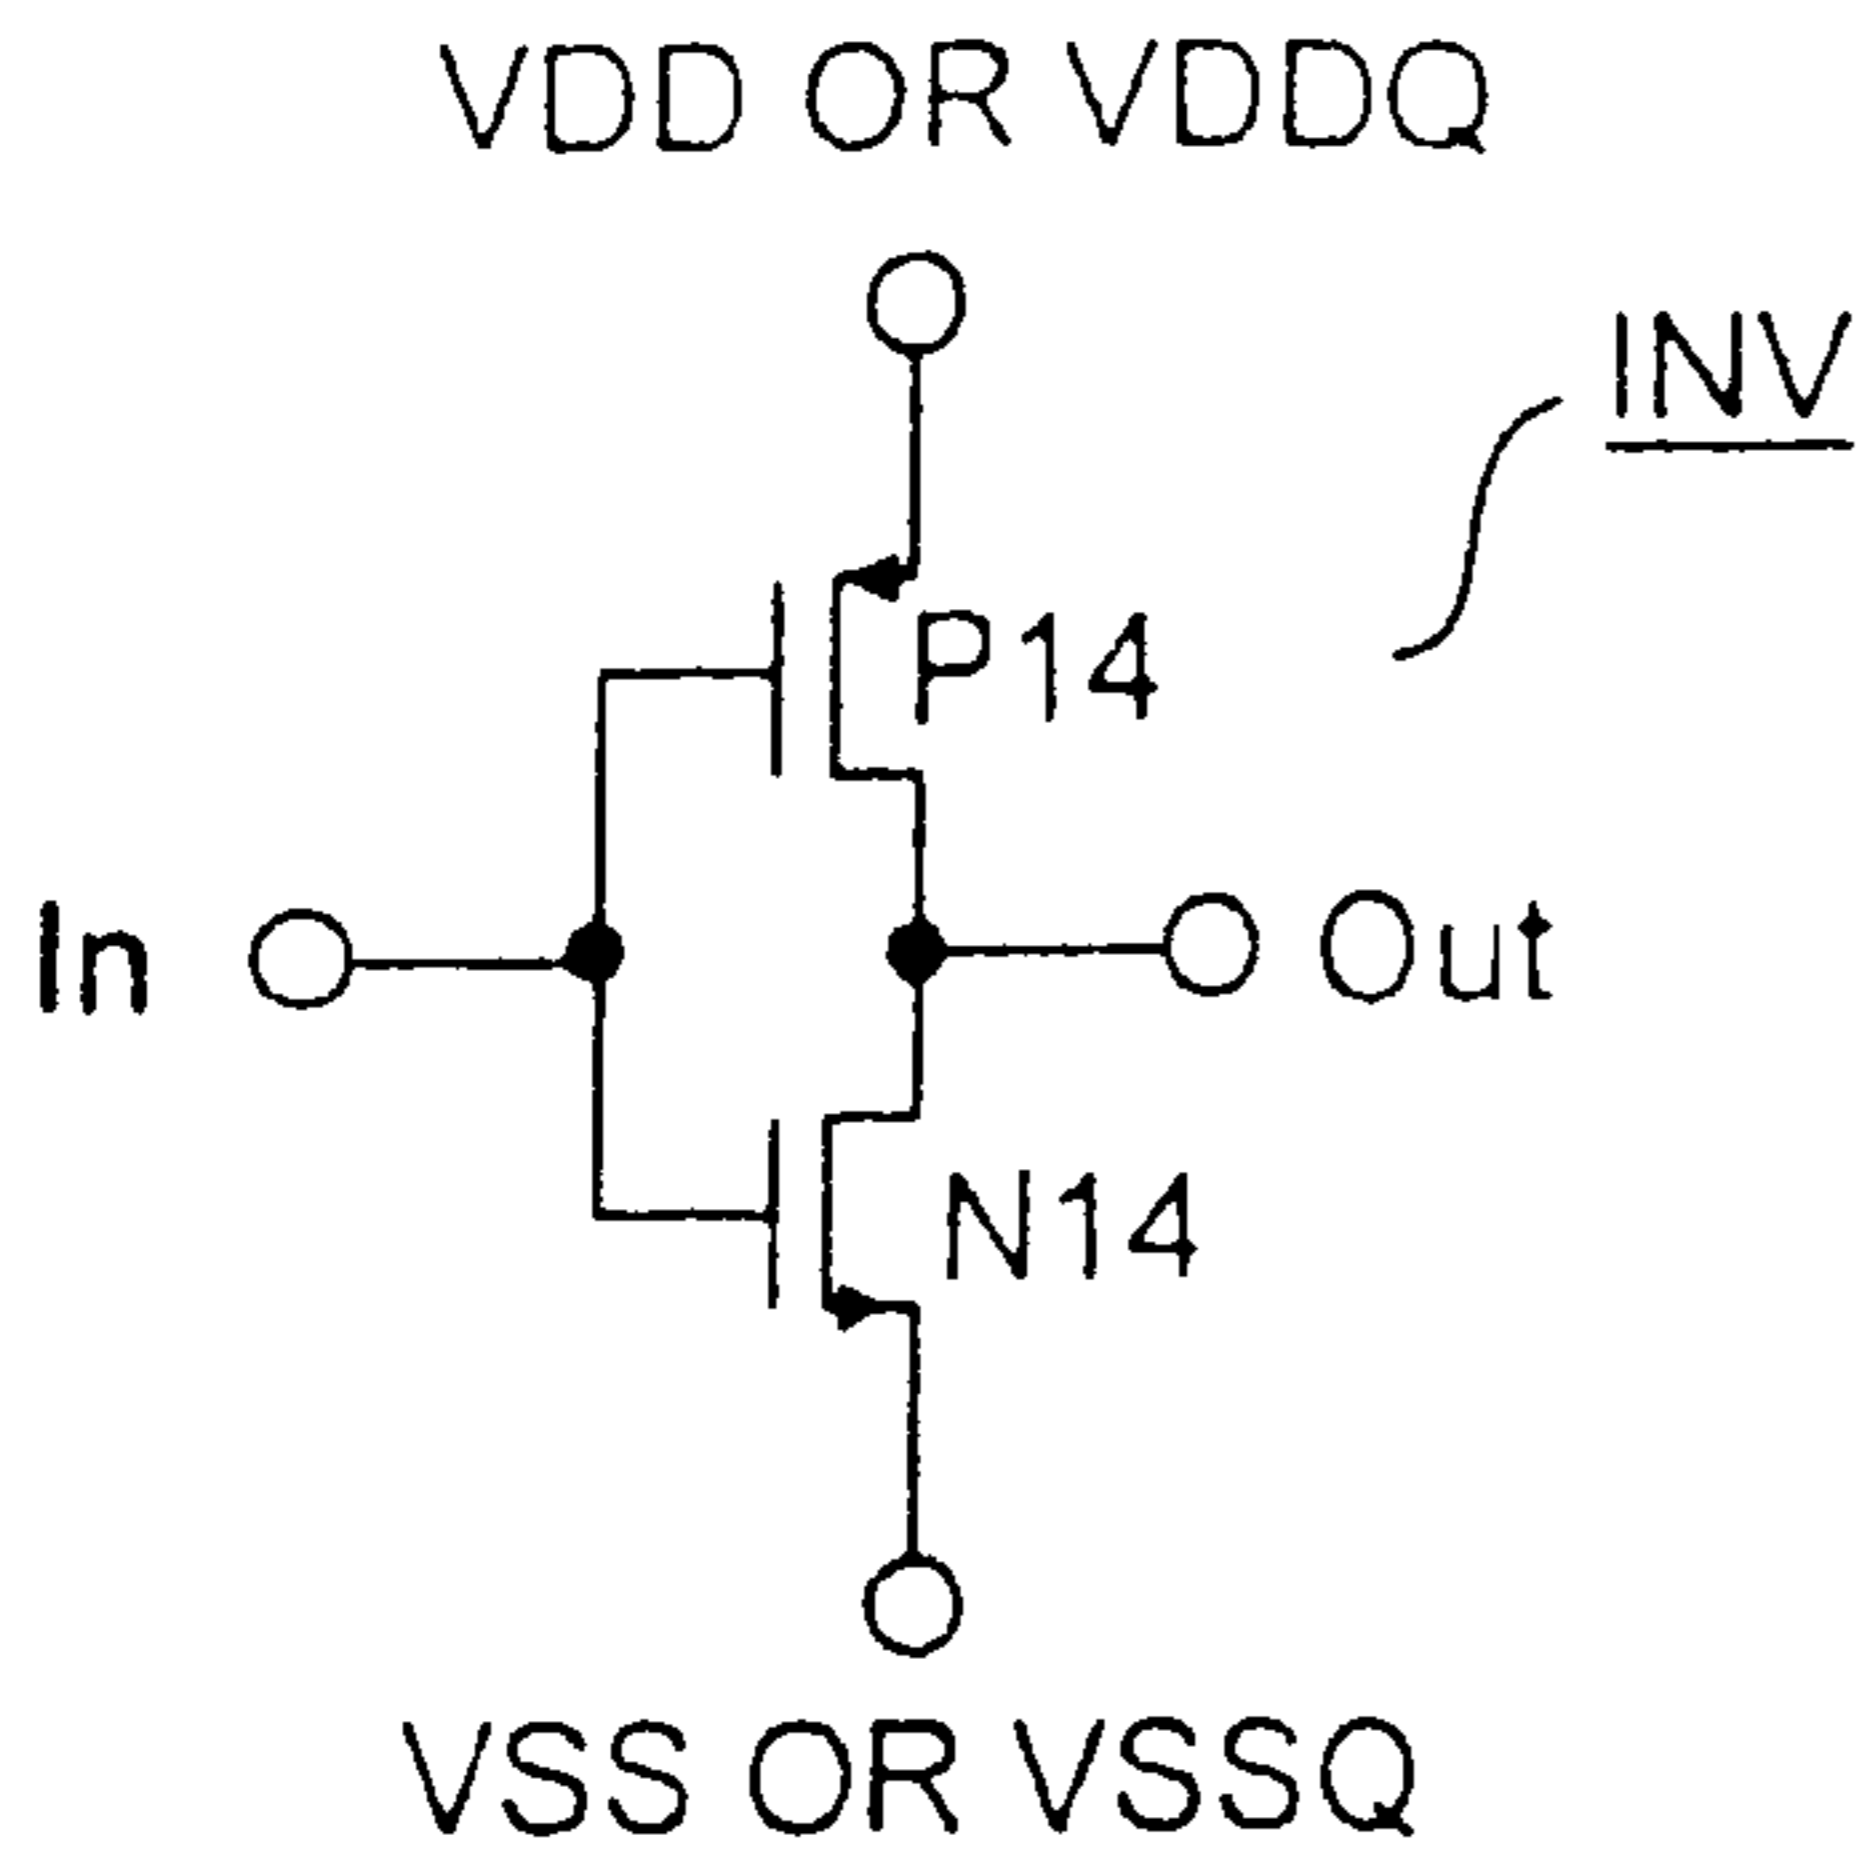 VDD OR VDDQ
INV
P14
In
Out
N14
VSS OR VSSQ